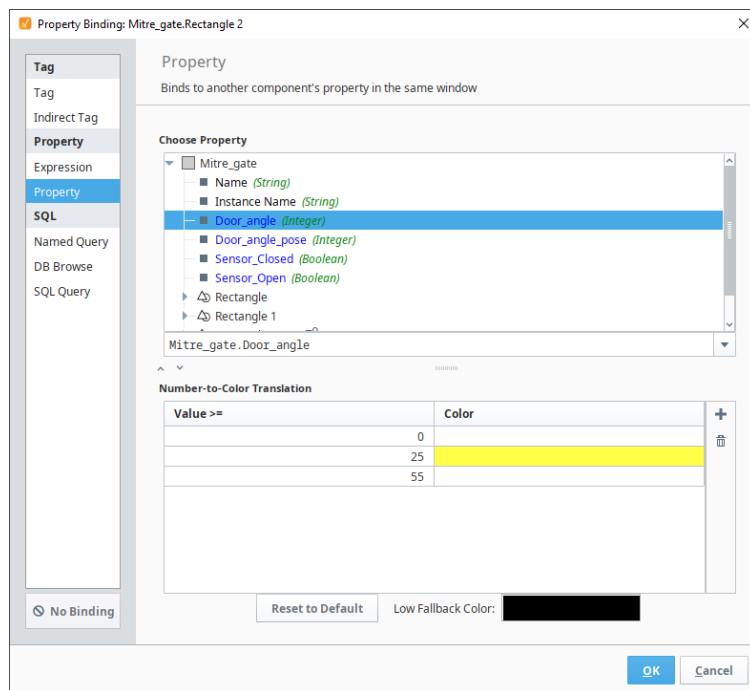 Property Binding: Mitre_gate.Rectangle 2
Tag
Tag
Indirect Tag
Property
Expression
Property
SQL
Named Query
DB Browse
SQL Query
No Binding
Property
Binds to another component's property in the same window
Choose Property
Mitre_gate
Name (String)
Instance Name (String)
Door_angle (Integer)
Door_angle_pose (Integer)
Sensor_Closed (Boolean)
Sensor_Open (Boolean)
Rectangle
Rectangle 1
Mitre_gate.Door_angle
Number-to-Color Translation
Value >= Color
0
25
55
Reset to Default Low Fallback Color:
OK Cancel